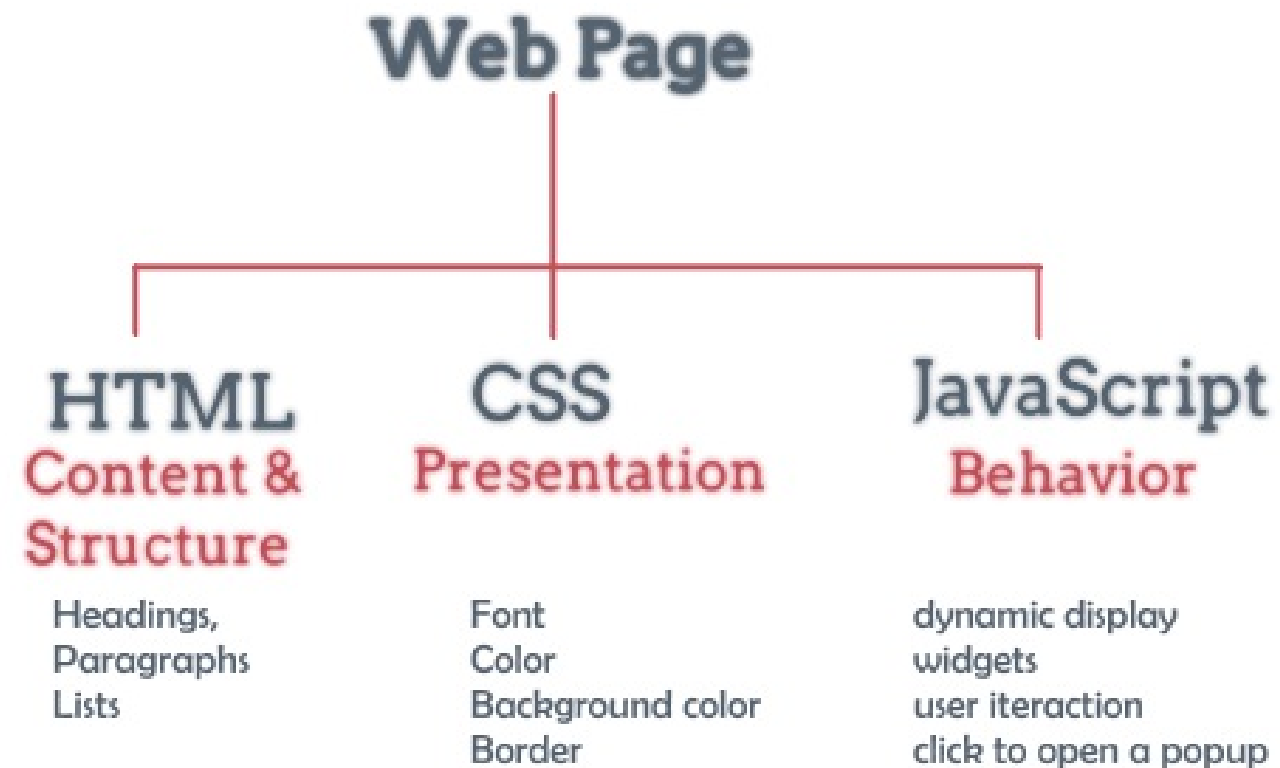 Web Page
HTML
Content &
Structure
Headings,
Paragraphs
Lists
CSS
Presentation
Font
Color
Background color
Border
JavaScript
Behavior
dynamic display
widgets
user iteraction
click to open a popup